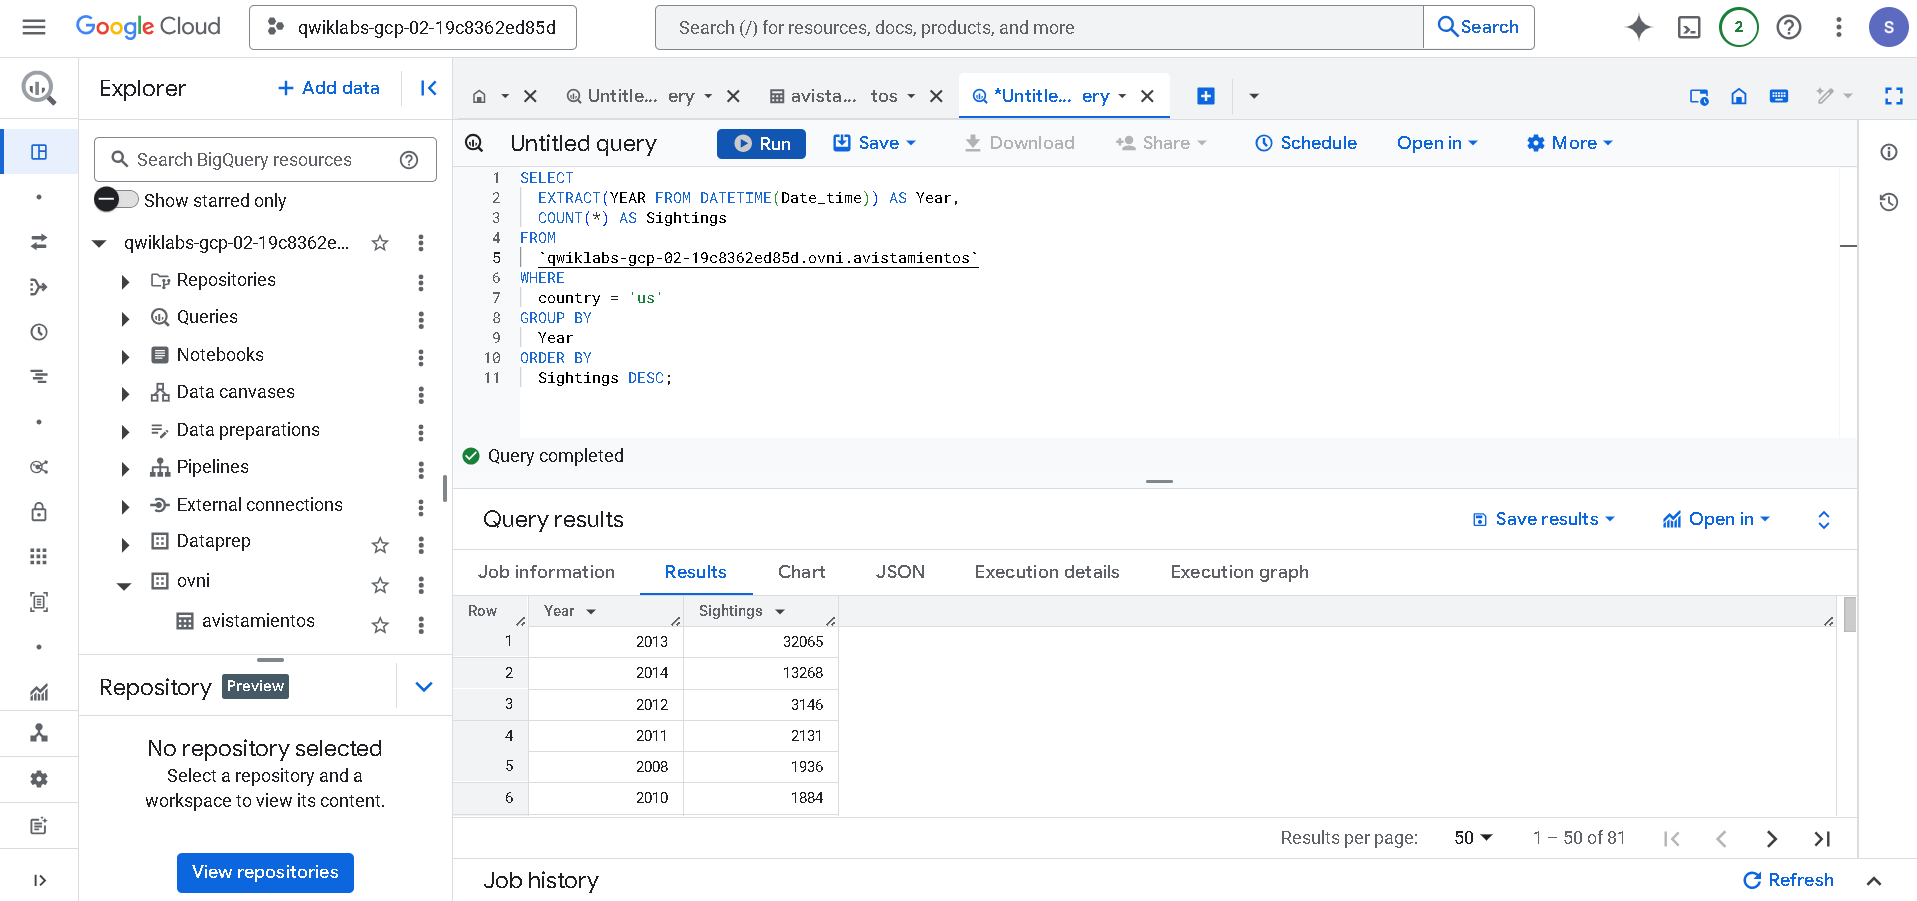 Google Cloud
qwiklabs-gcp-02-19c8362ed85d
Search (/) for resources, docs, products, and more
Search
2
S
Explorer
+ Add data
Search BigQuery resources
Show starred only
qwiklabs-gcp-02-19c8362e...
Repositories
Queries
Notebooks
Data canvases
Data preparations
Pipelines
External connections
Dataprep
ovni
avistamientos
Repository Preview
No repository selected
Select a repository and a
workspace to view its content.
View repositories
Untitle... ery
avista... tos
*Untitle... ery
Untitled query
Run
Save
Download
Share
Schedule
Open in
More
1 SELECT
2 EXTRACT(YEAR FROM DATETIME(Date_time)) AS Year,
3 COUNT(*) AS Sightings
4 FROM
5 `qwiklabs-gcp-02-19c8362ed85d.ovni.avistamientos`
6 WHERE
7 country = 'us'
8 GROUP BY
9 Year
10 ORDER BY
11 Sightings DESC;
Query completed
Query results
Save results
Open in
Job information Results Chart JSON Execution details Execution graph
Row Year Sightings
1 2013 32065
2 2014 13268
3 2012 3146
4 2011 2131
5 2008 1936
6 2010 1884
Results per page: 50 1 – 50 of 81
Job history
Refresh